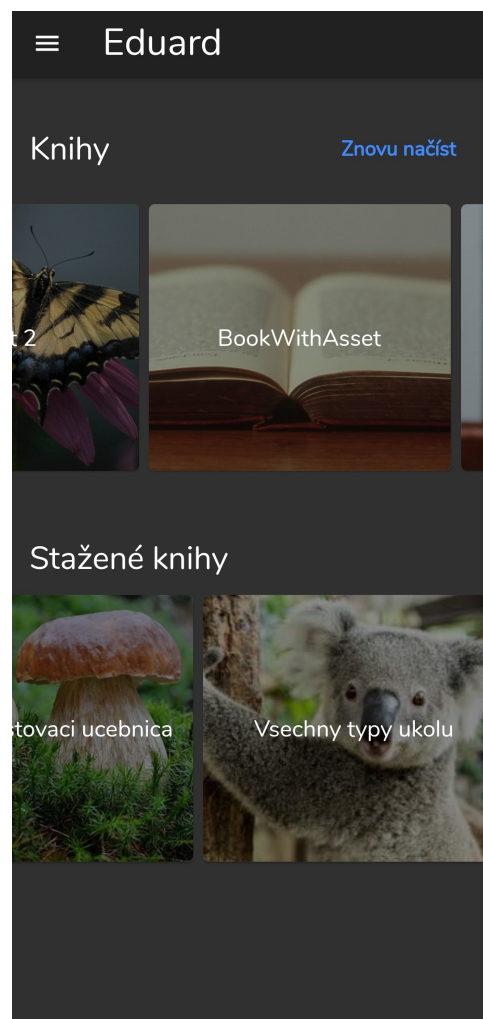 Eduard
Knihy
Znovu načíst
t 2
BookWithAsset
Stažené knihy
stovaci ucebnica
Vsechny typy ukolu